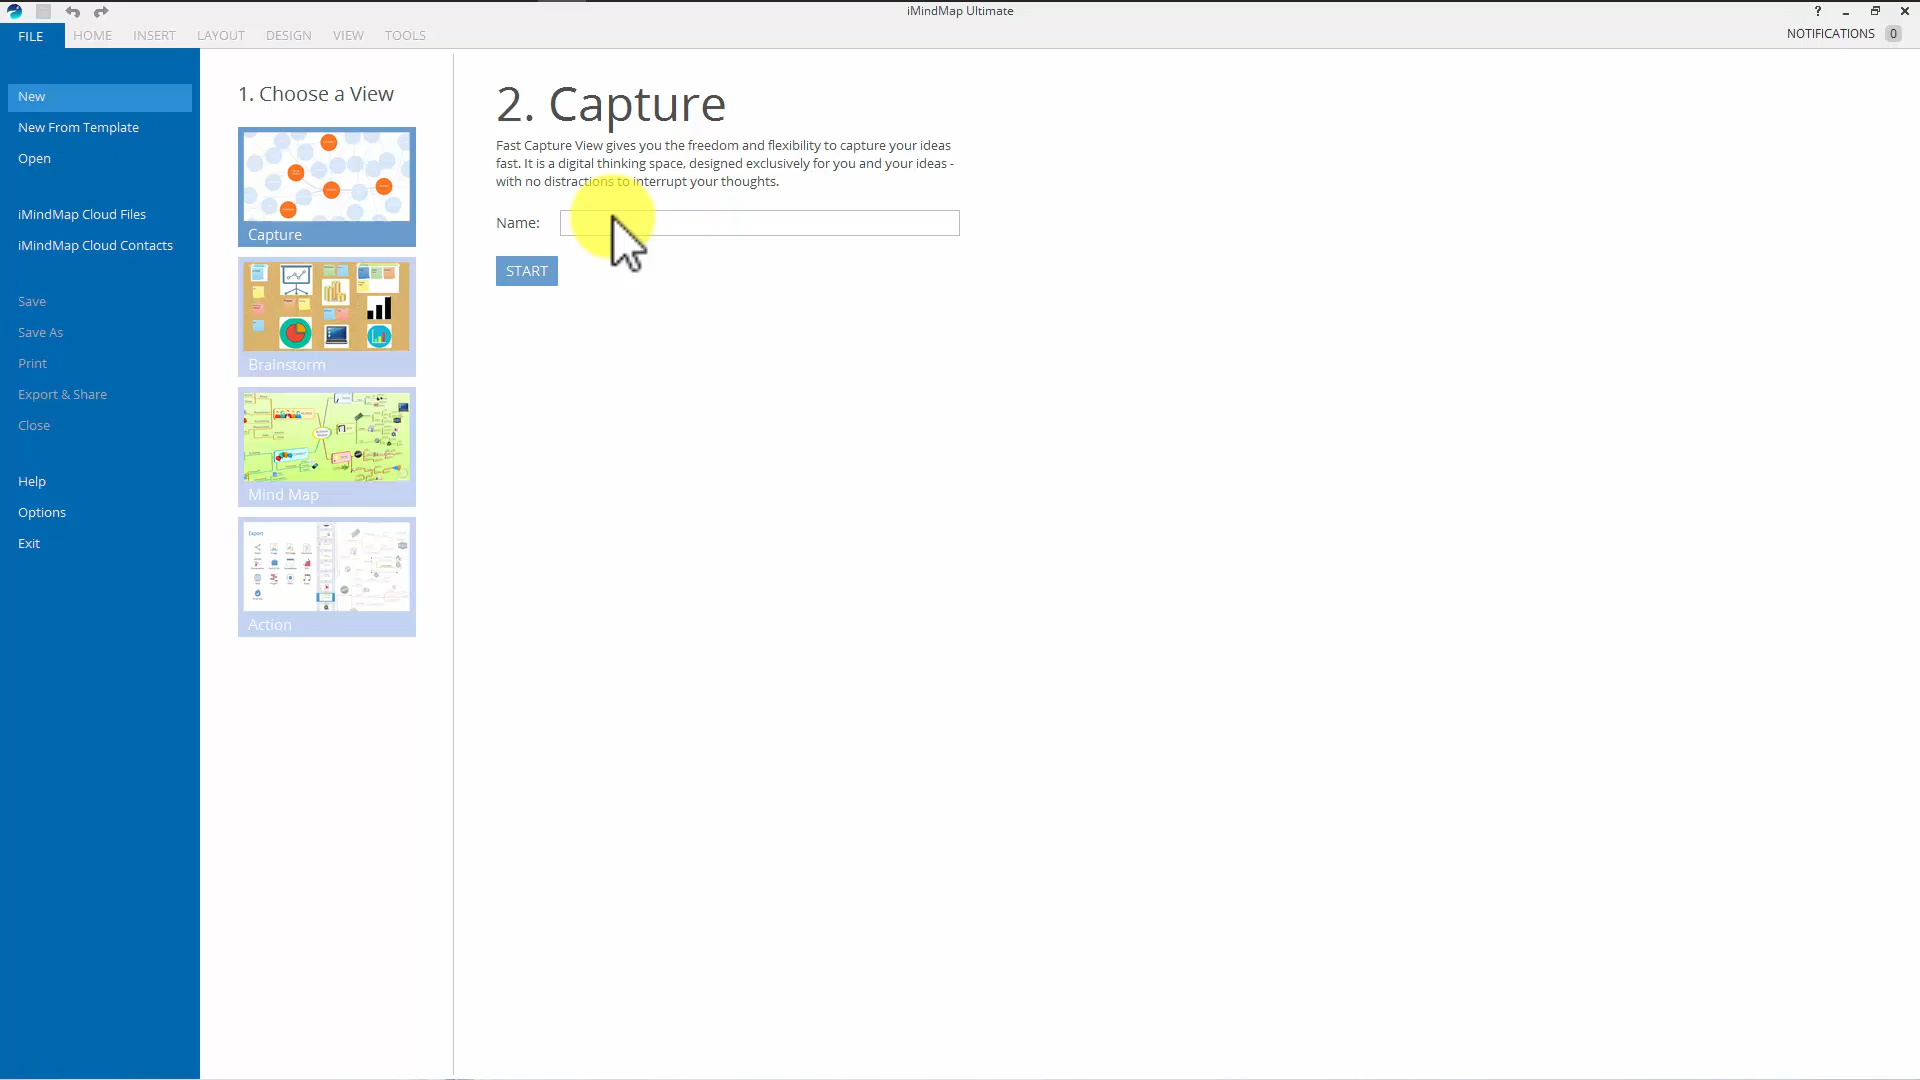 iMindMap Ultimate
?
FILE HOME INSERT LAYOUT DESIGN VIEW TOOLS
NOTIFICATIONS 0
New
New From Template
Open
iMindMap Cloud Files
iMindMap Cloud Contacts
Save
Save As
Print
Export & Share
Close
Help
Options
Exit
1. Choose a View
Capture
Brainstorm
Mind Map
Export
Action
2. Capture
Fast Capture View gives you the freedom and flexibility to capture your ideas
fast. It is a digital thinking space, designed exclusively for you and your ideas -
with no distractions to interrupt your thoughts.
Name:
START